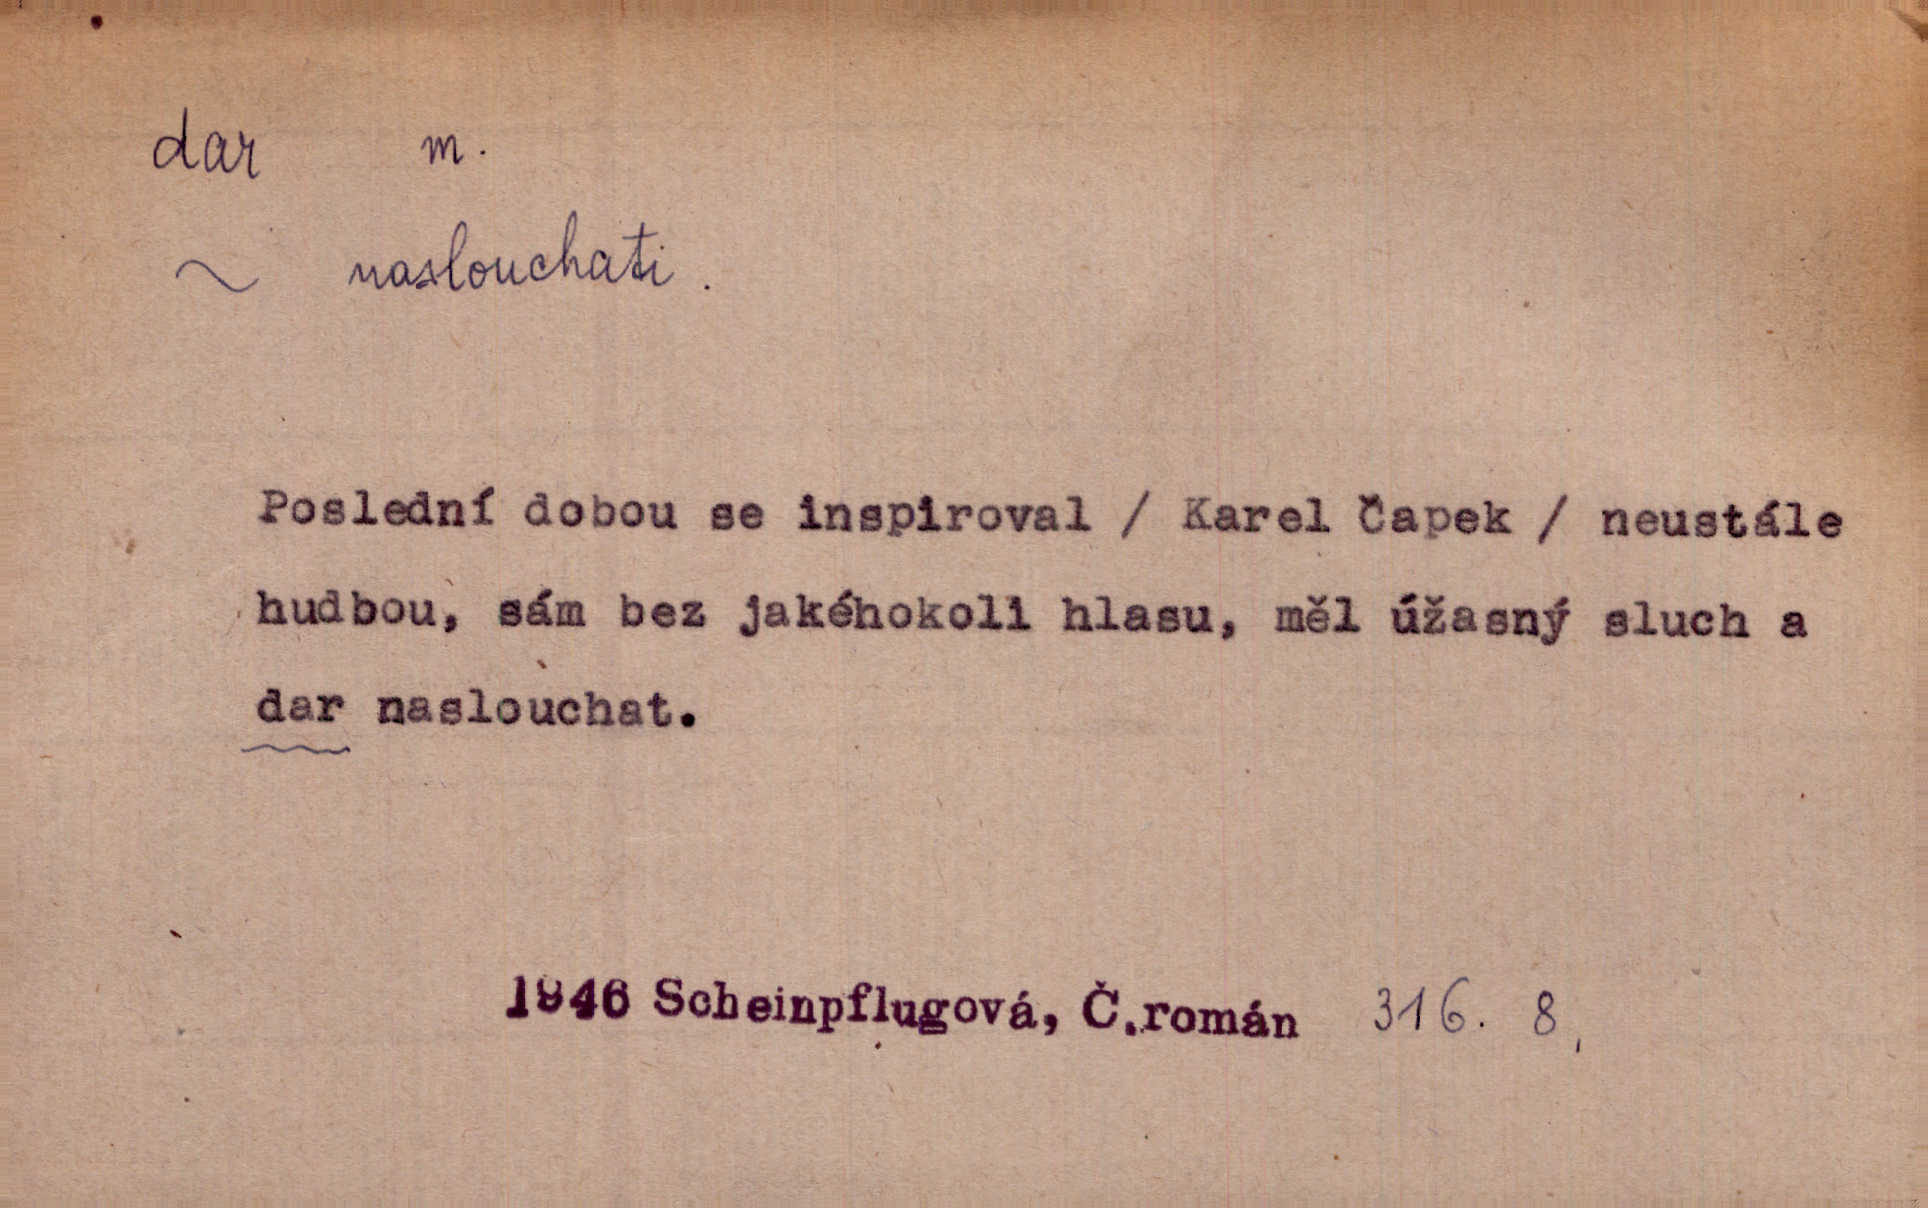 dar m.
~ naslouchati.
Poslední dobou se inspiroval / Karel Čapek / neustále
hudbou, sám bez jakéhokoli hlasu, měl úžasný sluch a
dar naslouchat.
1946 Scheinpflugová, Č.román 316. 8,